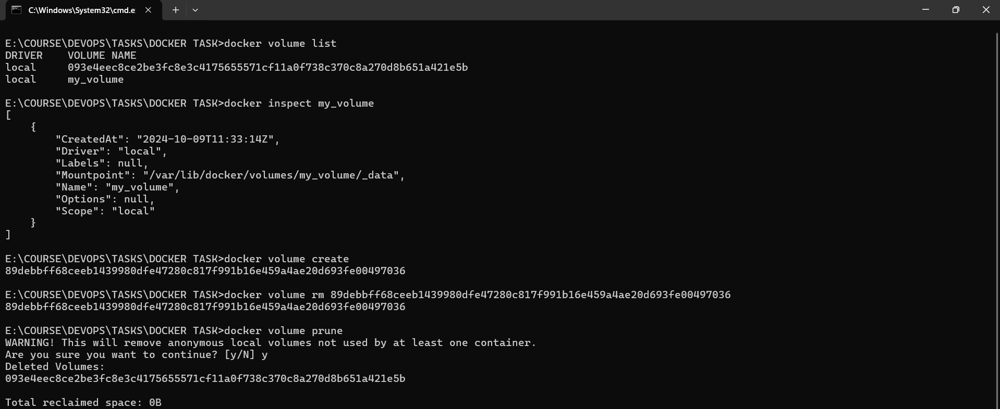 C:\Windows\System32\cmd.e
E:\COURSE\DEVOPS\TASKS\DOCKER TASK>docker volume list
DRIVER    VOLUME NAME
local     093e4eec8ce2be3fc8e3c4175655571cf11a0f738c370c8a270d8b651a421e5b
local     my_volume
E:\COURSE\DEVOPS\TASKS\DOCKER TASK>docker inspect my_volume
[
    {
        "CreatedAt": "2024-10-09T11:33:14Z",
        "Driver": "local",
        "Labels": null,
        "Mountpoint": "/var/lib/docker/volumes/my_volume/_data",
        "Name": "my_volume",
        "Options": null,
        "Scope": "local"
    }
]
E:\COURSE\DEVOPS\TASKS\DOCKER TASK>docker volume create
89debbff68ceeb1439980dfe47280c817f991b16e459a4ae20d693fe00497036
E:\COURSE\DEVOPS\TASKS\DOCKER TASK>docker volume rm 89debbff68ceeb1439980dfe47280c817f991b16e459a4ae20d693fe00497036
89debbff68ceeb1439980dfe47280c817f991b16e459a4ae20d693fe00497036
E:\COURSE\DEVOPS\TASKS\DOCKER TASK>docker volume prune
WARNING! This will remove anonymous local volumes not used by at least one container.
Are you sure you want to continue? [y/N] y
Deleted Volumes:
093e4eec8ce2be3fc8e3c4175655571cf11a0f738c370c8a270d8b651a421e5b
Total reclaimed space: 0B